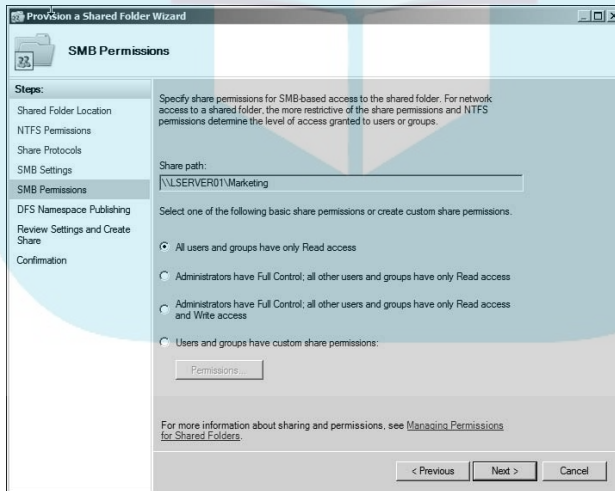 Provision a Shared Folder Wizard
SMB Permissions
Steps:
Shared Folder Location
NTFS Permissions
Share Protocols
SMB Settings
SMB Permissions
DFS Namespace Publishing
Review Settings and Create
Share
Confirmation
Specify share permissions for SMB-based access to the shared folder. For network
access to a shared folder, the more restrictive of the share permissions and NTFS
permissions determine the level of access granted to users or groups.
Share path:
\\LSERVER01\Marketing
Select one of the following basic share permissions or create custom share permissions.
All users and groups have only Read access
Administrators have Full Control; all other users and groups have only Read access
Administrators have Full Control; all other users and groups have only Read access
and Write access
Users and groups have custom share permissions:
Permissions...
For more information about sharing and permissions, see Managing Permissions
for Shared Folders.
< Previous
Next >
Cancel